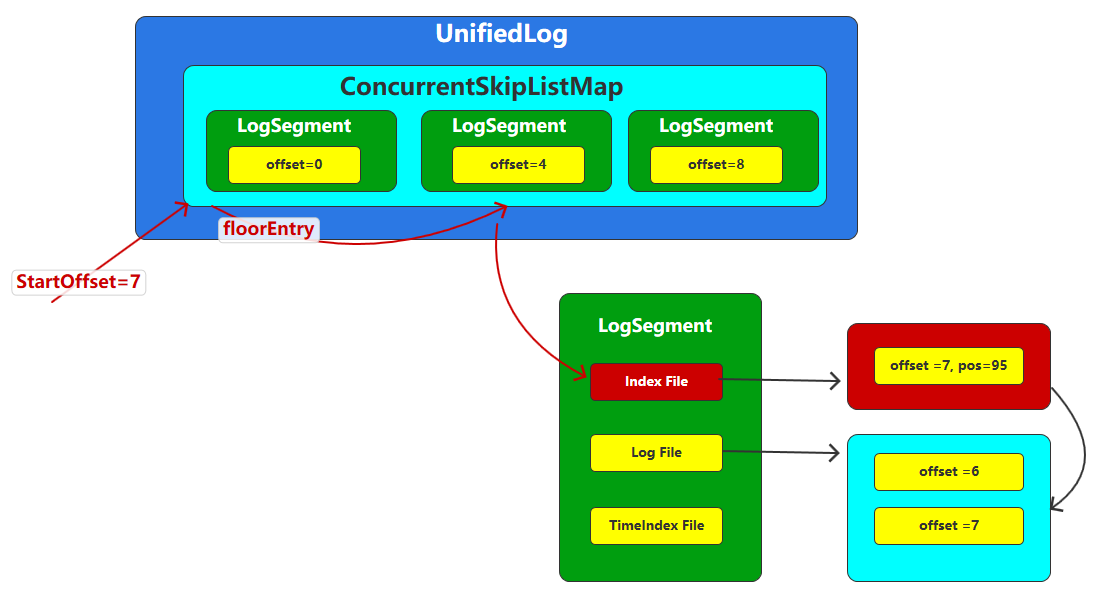 UnifiedLog
ConcurrentSkipListMap
LogSegment
offset=0
LogSegment
offset=4
LogSegment
offset=8
floorEntry
StartOffset=7
LogSegment
Index File
Log File
TimeIndex File
offset =7, pos=95
offset =6
offset =7